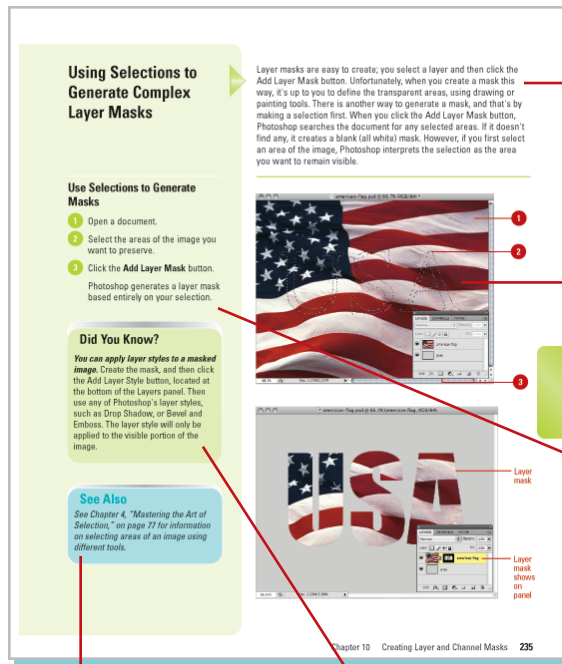 Using Selections to
Generate Complex
Layer Masks
Layer masks are easy to create; you select a layer and then click the
Add Layer Mask button. Unfortunately, when you create a mask this
way, it's up to you to define the transparent areas, using drawing or
painting tools. There is another way to generate a mask, and that's by
making a selection first. When you click the Add Layer Mask button,
Photoshop searches the document for any selected areas. If it doesn't
find any, it creates a blank (all white) mask. However, if you first select
an area of the image, Photoshop interprets the selection as the area
you want to remain visible.
Use Selections to Generate
Masks
1 Open a document.
2 Select the areas of the image you
want to preserve.
3 Click the Add Layer Mask button.
Photoshop generates a layer mask
based entirely on your selection.
Did You Know?
You can apply layer styles to a masked
image. Create the mask, and then click
the Add Layer Style button, located at
the bottom of the Layers panel. Then
use any of Photoshop's layer styles,
such as Drop Shadow, or Bevel and
Emboss. The layer style will only be
applied to the visible portion of the
image.
See Also
See Chapter 4, "Mastering the Art of
Selection," on page 77 for information
on selecting areas of an image using
different tools.
1
2
3
USA
Layer
mask
american flag
Layer
mask
shows
on
panel
Chapter 10 Creating Layer and Channel Masks 235